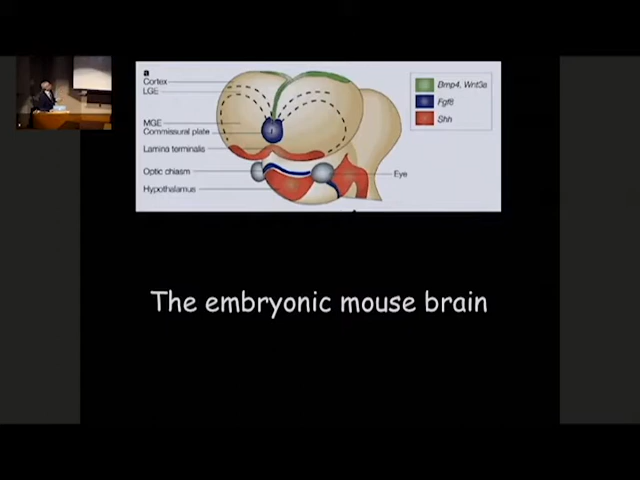 a
Cortex
LGE
MGE
Commissural plate
Lamina terminalis
Optic chiasm
Hypothalamus
Eye
Bmp4, Wnt3a
Fgf8
Shh
The embryonic mouse brain